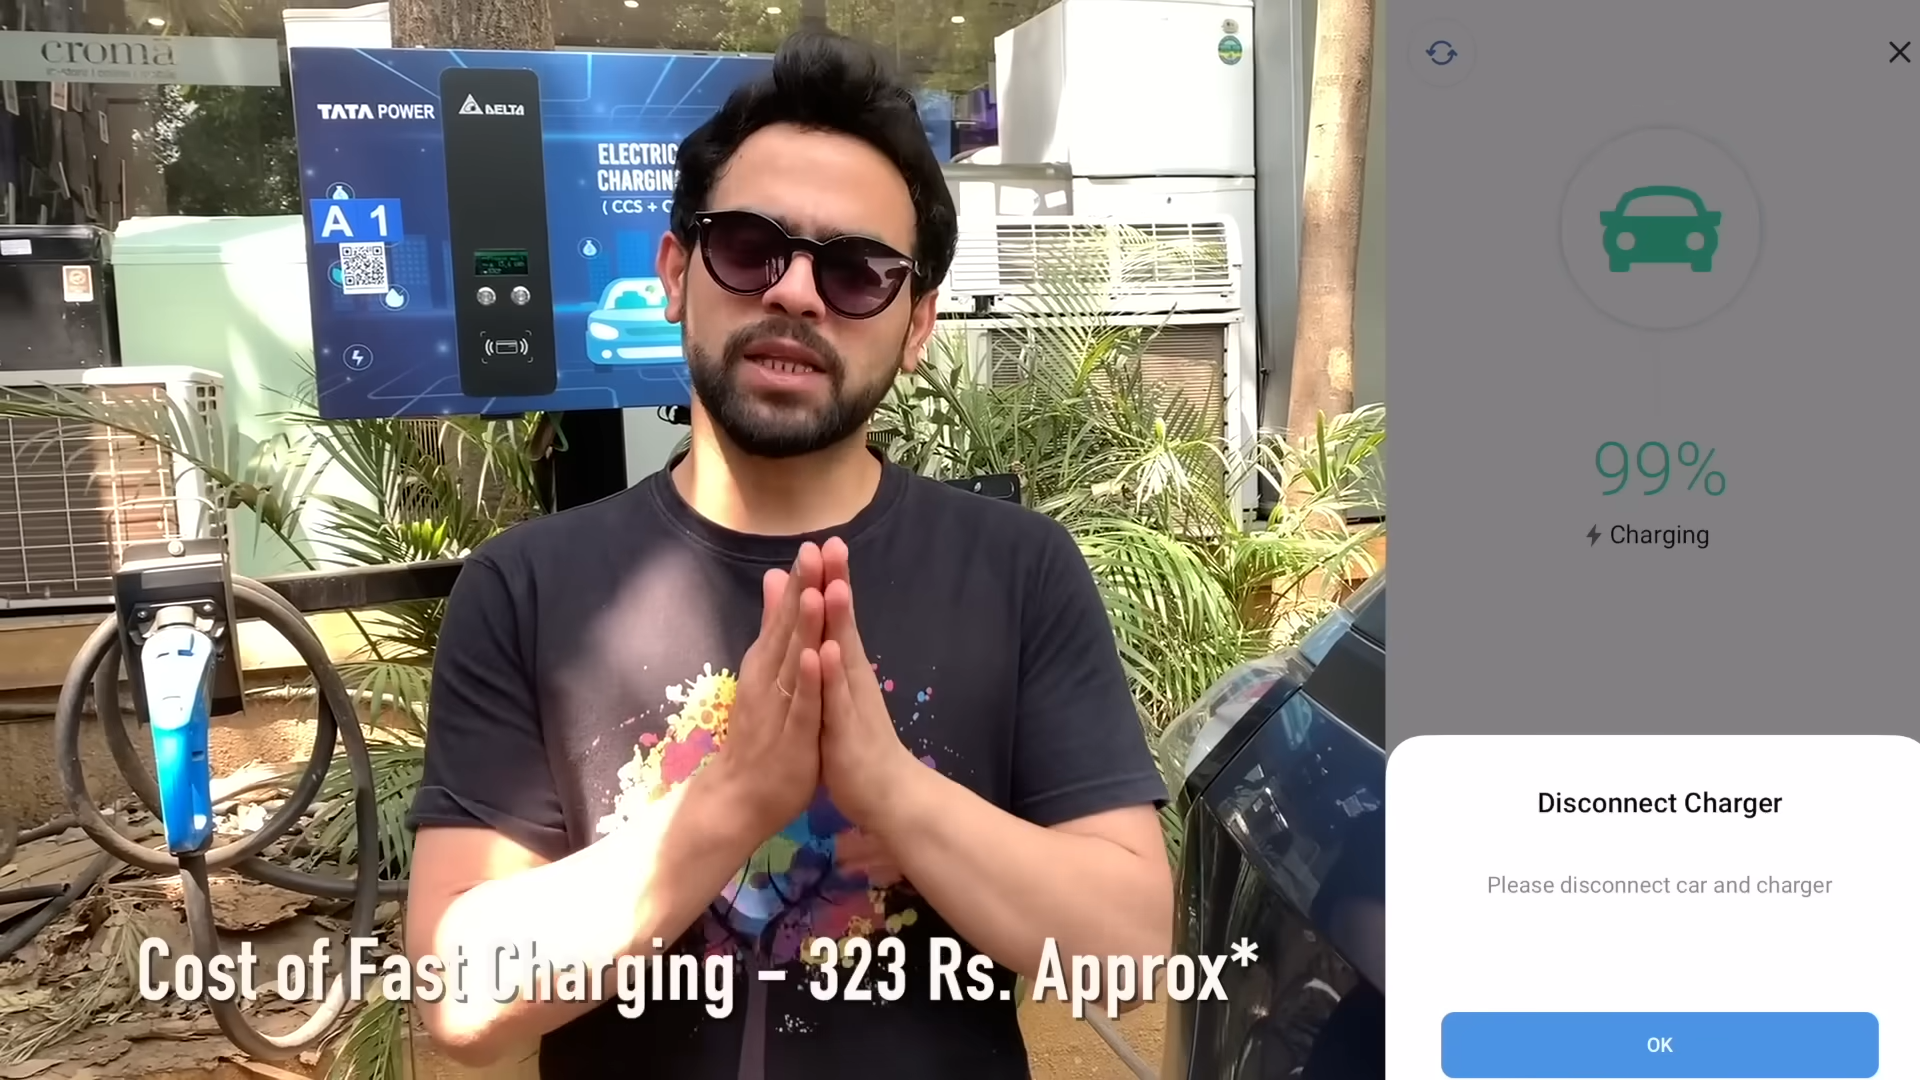 croma
TATA POWER
DELTA
ELECTRIC
CHARGIN
( CCS + C
A 1
99%
Charging
Disconnect Charger
Please disconnect car and charger
OK
Cost of Fast Charging - 323 Rs. Approx*